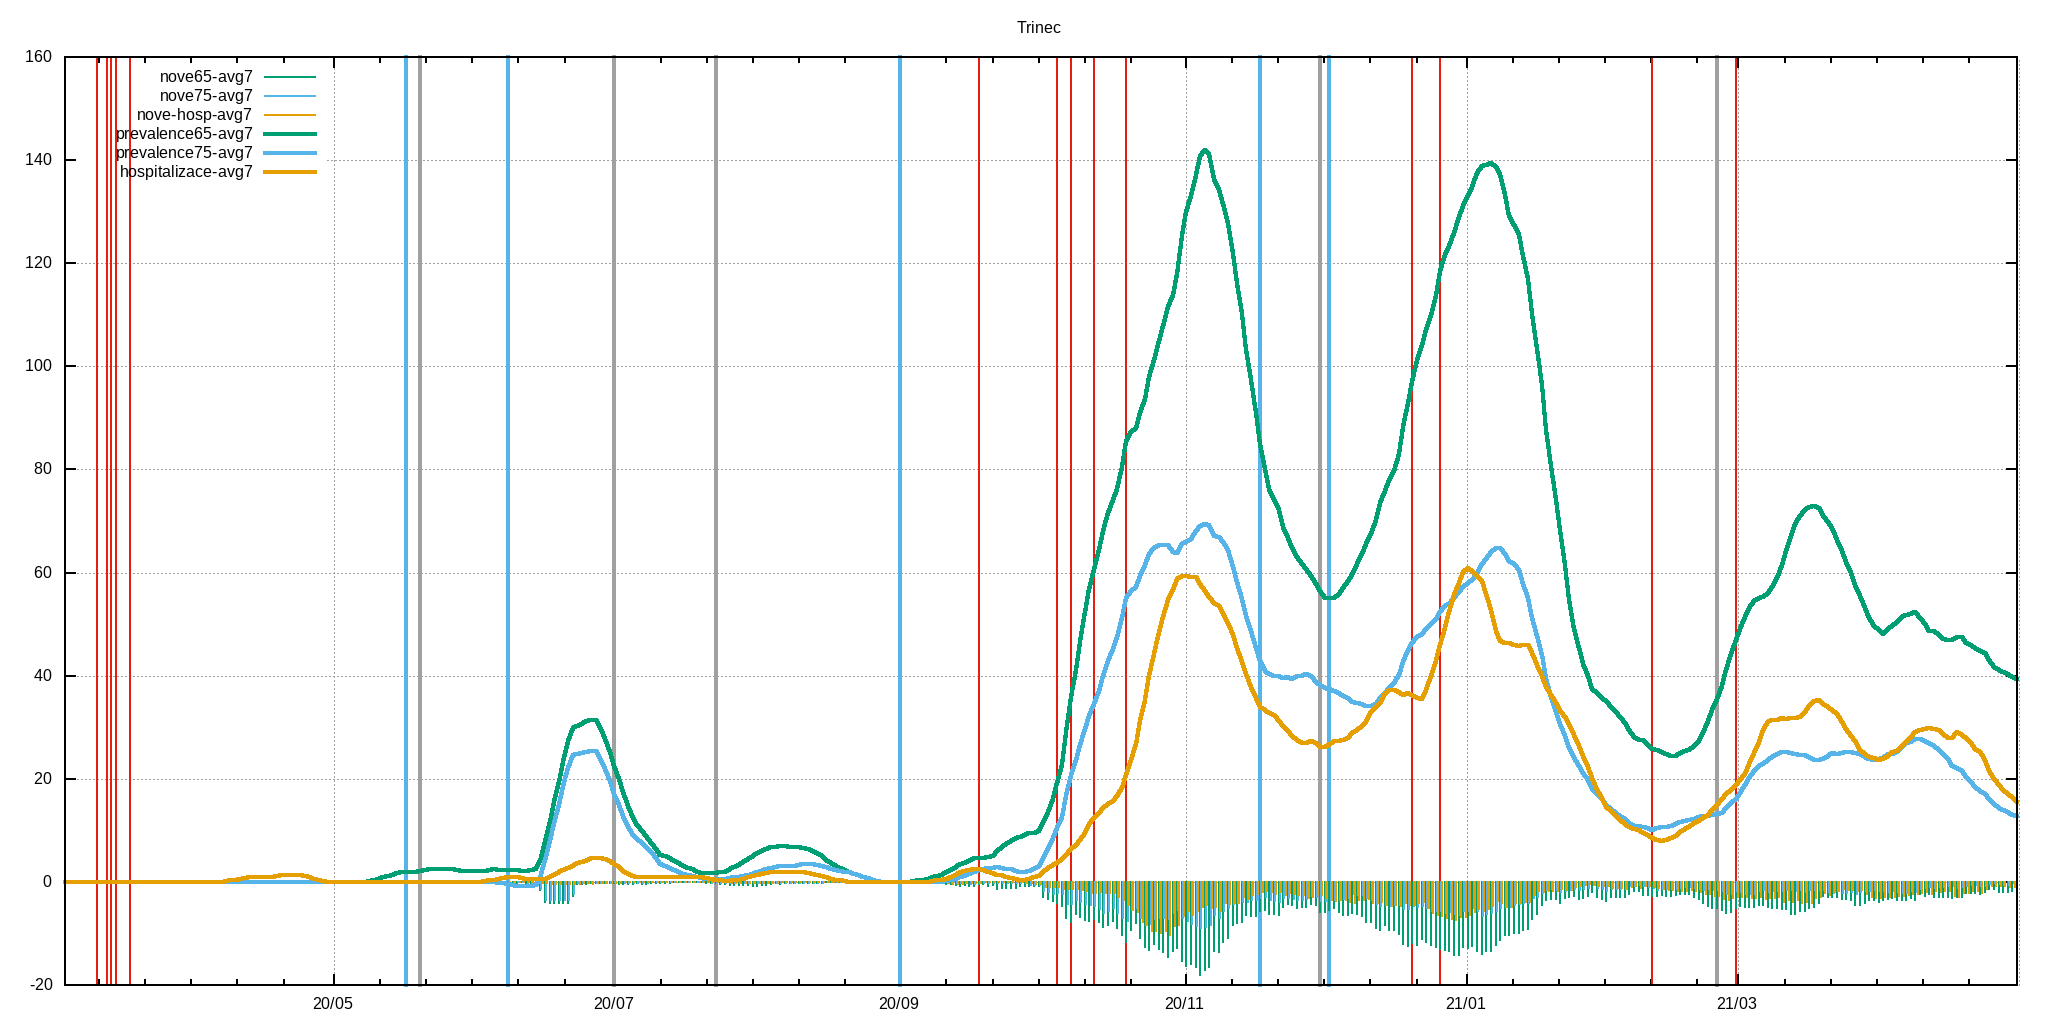 Trinec
160
140
120
100
80
60
40
20
0
-20
nove65-avg7
nove75-avg7
nove-hosp-avg7
prevalence65-avg7
prevalence75-avg7
hospitalizace-avg7
20/05 20/07 20/09 20/11 21/01 21/03